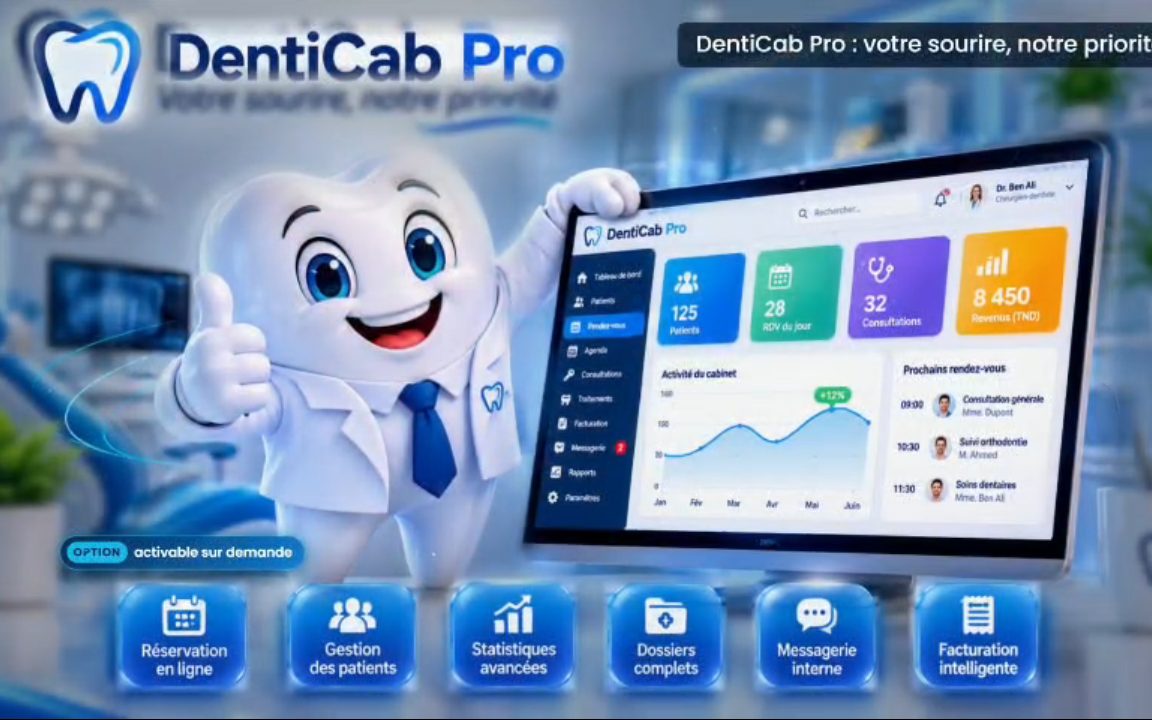 DentiCab Pro
Votre sourire, notre priorité
DentiCab Pro : votre sourire, notre priorit
DentiCab Pro
Rechercher...
Dr. Ben Ali
Chirurgien-dentiste
Tableau de bord
Patients
Rendez-vous
Agenda
Consultations
Traitements
Facturation
Messagerie 2
Rapports
Paramètres
125
Patients
28
RDV du jour
32
Consultations
8 450
Revenus (TND)
Activité du cabinet
+12%
100
0
Jan Fév Mar Avr Mai Juin
Prochains rendez-vous
09:00 Consultation générale
Mme. Dupont
10:30 Suivi orthodontie
M. Ahmed
11:30 Soins dentaires
Mme. Ben Ali
OPTION activable sur demande
Réservation
en ligne
Gestion
des patients
Statistiques
avancées
Dossiers
complets
Messagerie
interne
Facturation
intelligente